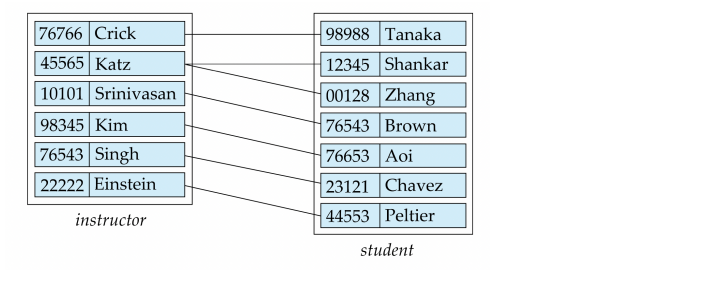 76766 Crick
45565 Katz
10101 Srinivasan
98345 Kim
76543 Singh
22222 Einstein
instructor
98988 Tanaka
12345 Shankar
00128 Zhang
76543 Brown
76653 Aoi
23121 Chavez
44553 Peltier
student